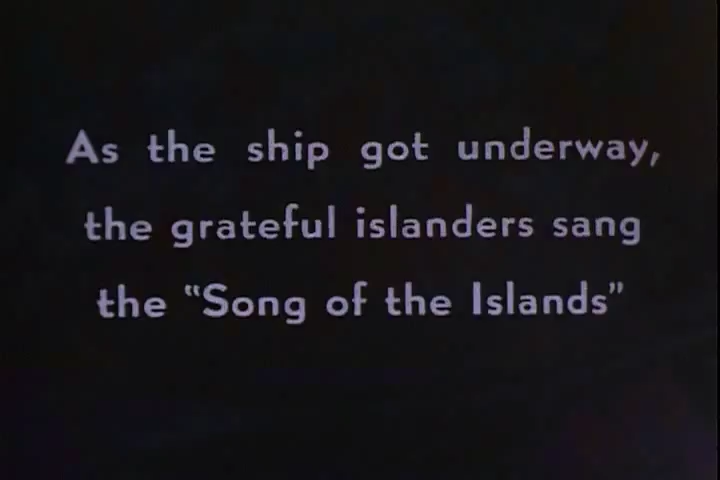 As the ship got underway,
the grateful islanders sang
the “Song of the Islands”